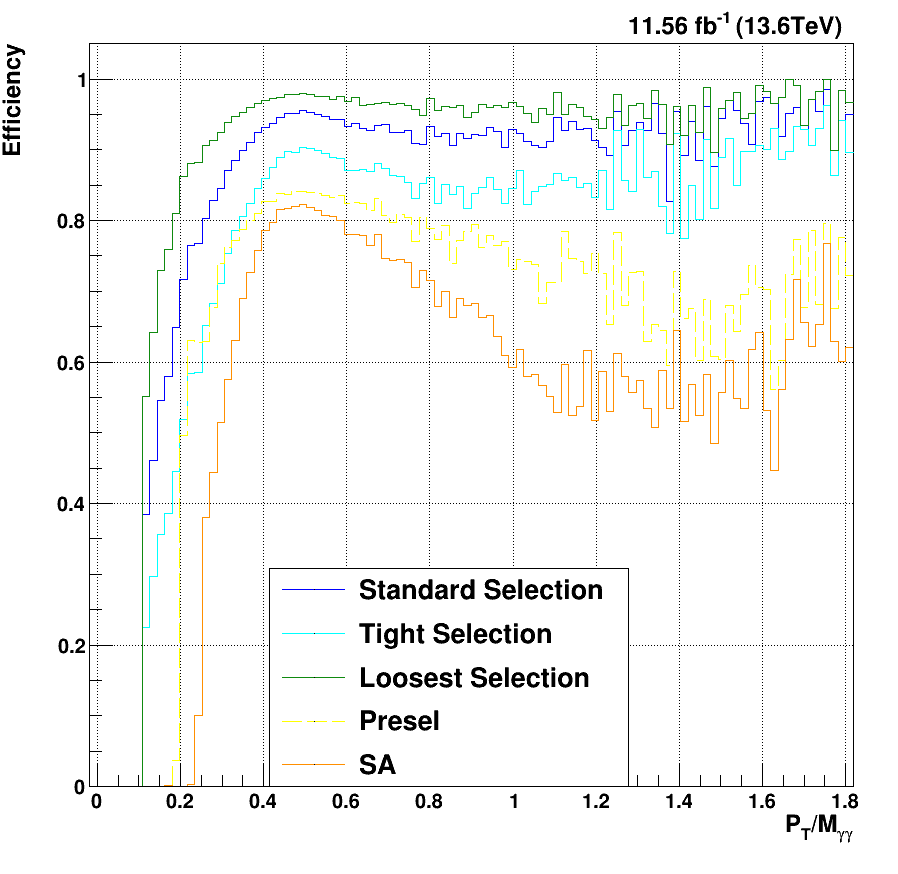 11.56 fb⁻¹ (13.6TeV)
Efficiency
1
0.8
0.6
0.4
0.2
0
Standard Selection
Tight Selection
Loosest Selection
Presel
SA
0 0.2 0.4 0.6 0.8 1 1.2 1.4 1.6 1.8
P_T/M_γγ